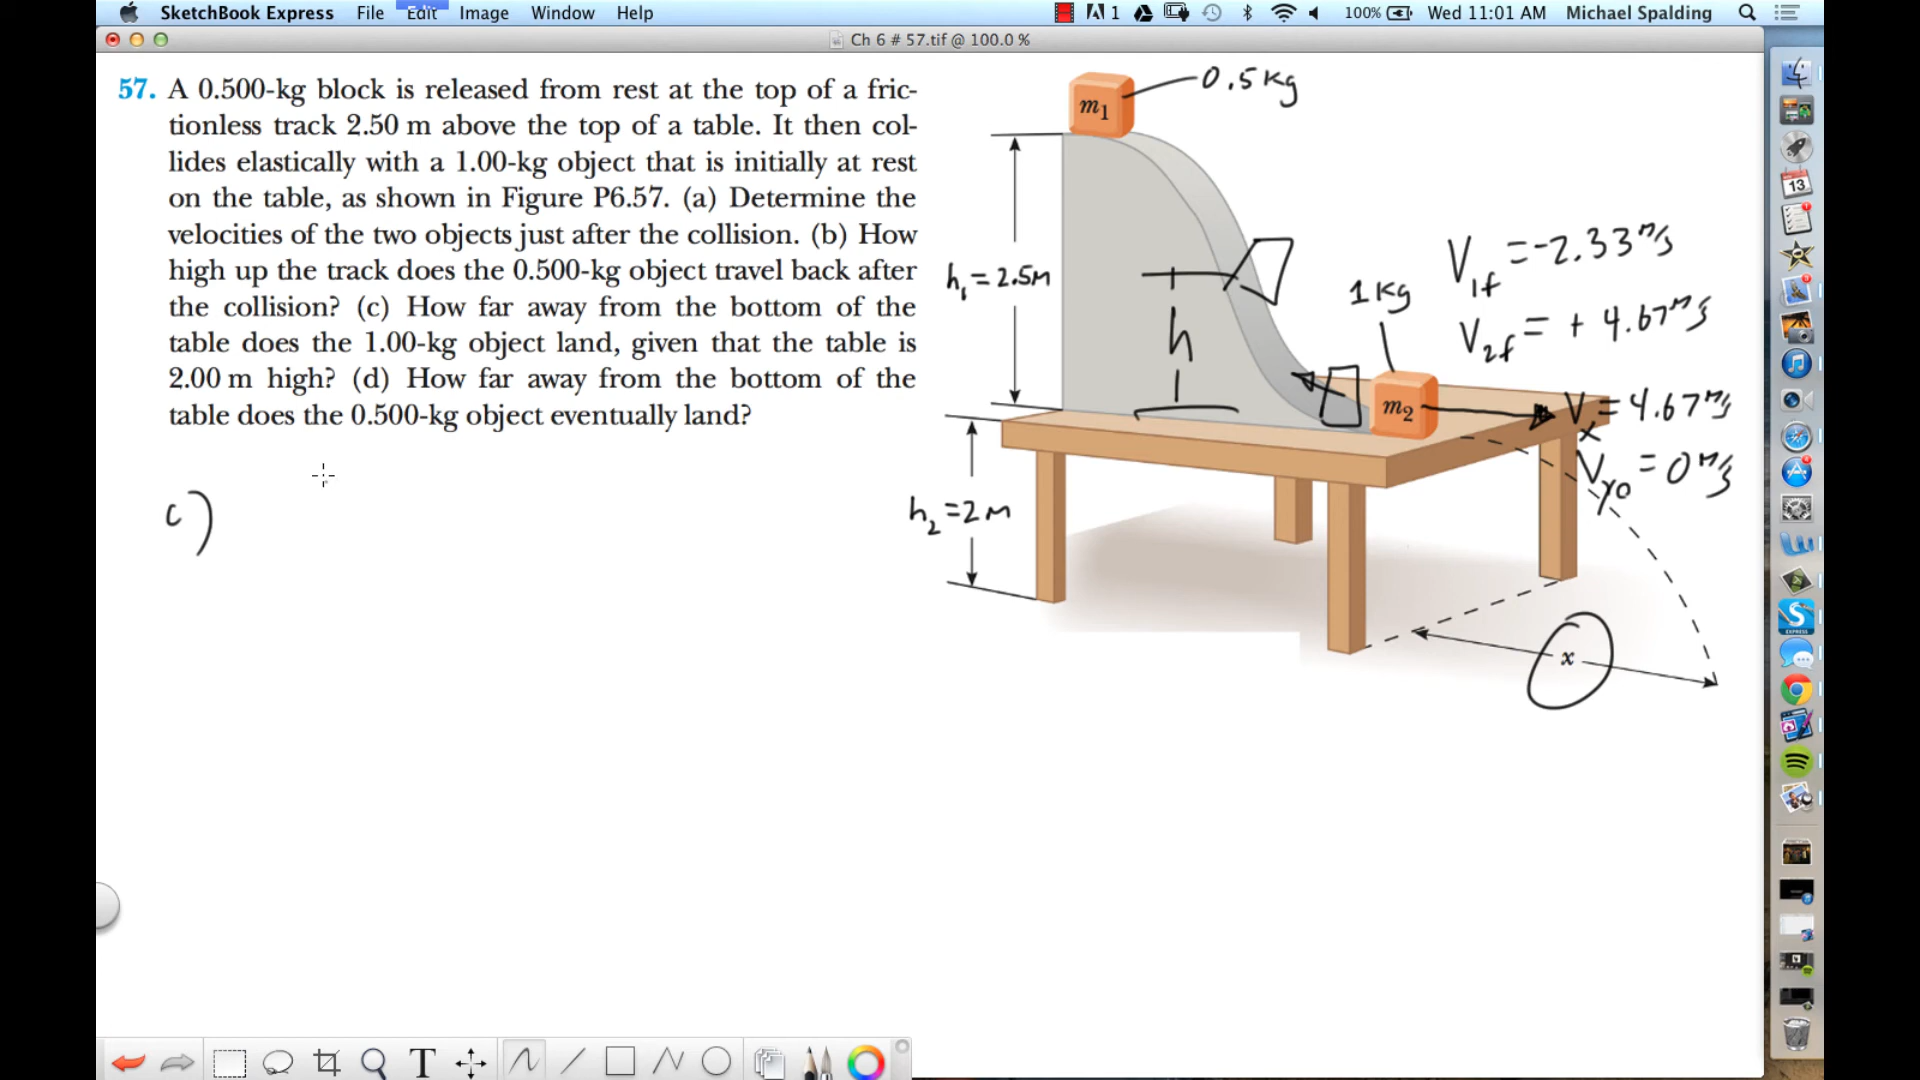 SketchBook Express File Edit Image Window Help 1 100% Wed 11:01 AM Michael Spalding
Ch 6 # 57.tif @ 100.0 %
57. A 0.500-kg block is released from rest at the top of a fric-
tionless track 2.50 m above the top of a table. It then col-
lides elastically with a 1.00-kg object that is initially at rest
on the table, as shown in Figure P6.57. (a) Determine the
velocities of the two objects just after the collision. (b) How
high up the track does the 0.500-kg object travel back after
the collision? (c) How far away from the bottom of the
table does the 1.00-kg object land, given that the table is
2.00 m high? (d) How far away from the bottom of the
table does the 0.500-kg object eventually land?
c)
m1
0.5 kg
h1 = 2.5M
h
1 kg
V1f = -2.33 m/s
V2f = + 4.67 m/s
m2
Vx = 4.67 m/s
Vyo = 0 m/s
h2 = 2 M
x
13
S
EXPRESS
T